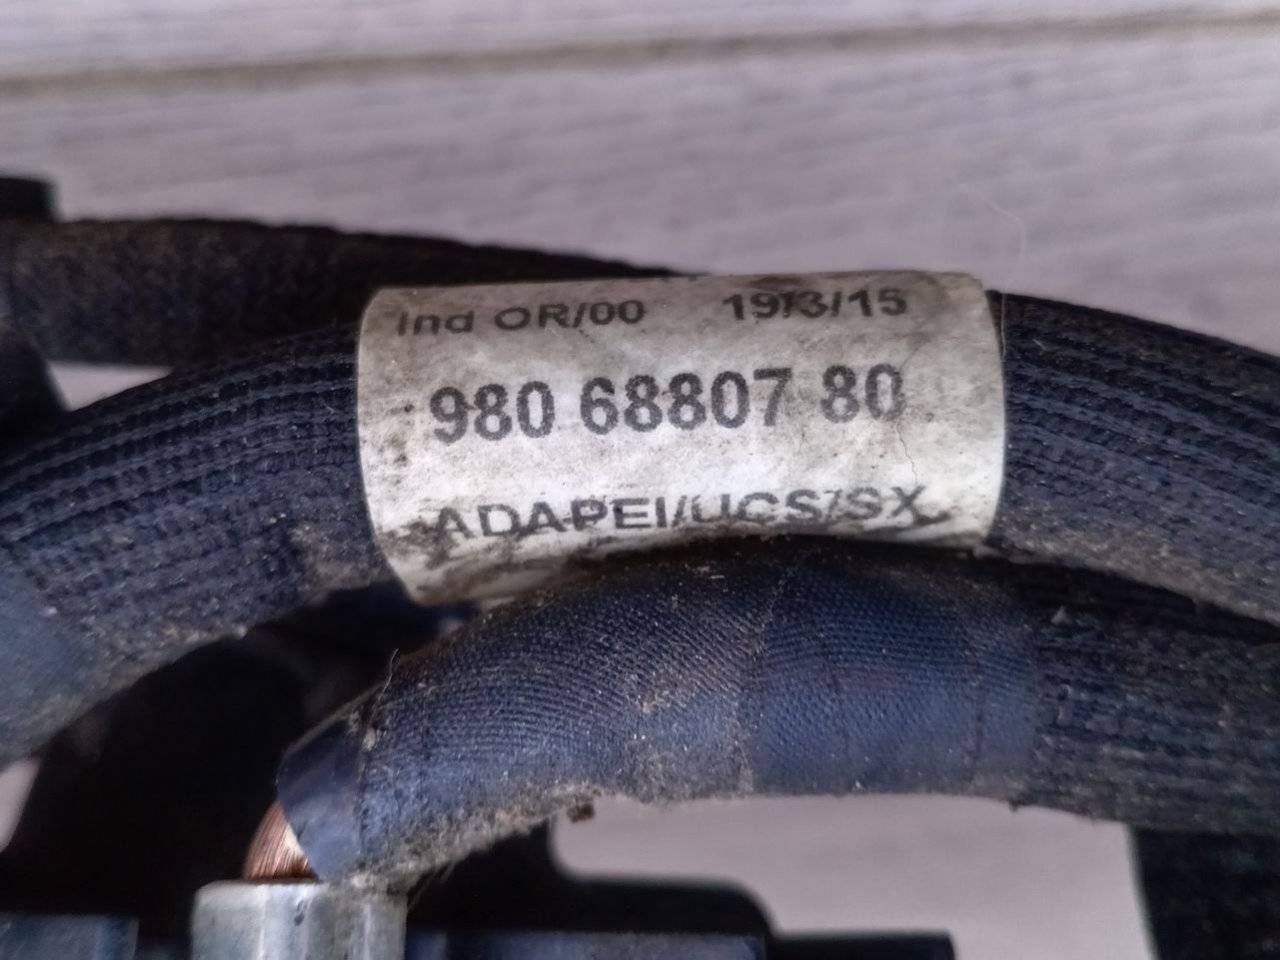 Ind OR/00 19/3/15
980 68807 80
ADAPEI/UCS/SX